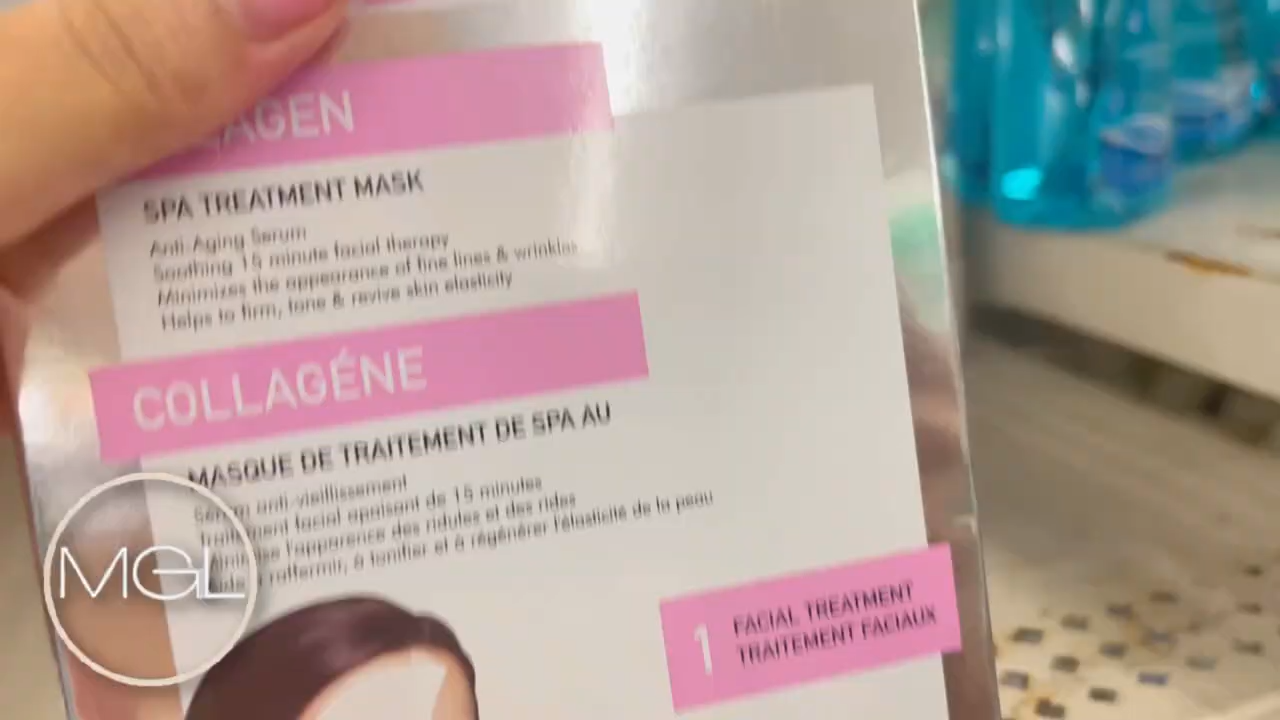 AGEN
SPA TREATMENT MASK
Anti-Aging Serum
Soothing 15 minute facial therapy
Minimizes the appearance of fine lines & wrinkles
Helps to firm, tone & revive skin elasticity
COLLAGÉNE
MASQUE DE TRAITEMENT DE SPA AU
Sérum anti-vieillissement
Traitement facial apaisant de 15 minutes
l'apparence des ridules et des rides
raffermir, à tonifier et à régénérer l'élasticité de la peau
MGL
1 FACIAL TREATMENT
TRAITEMENT FACIAUX